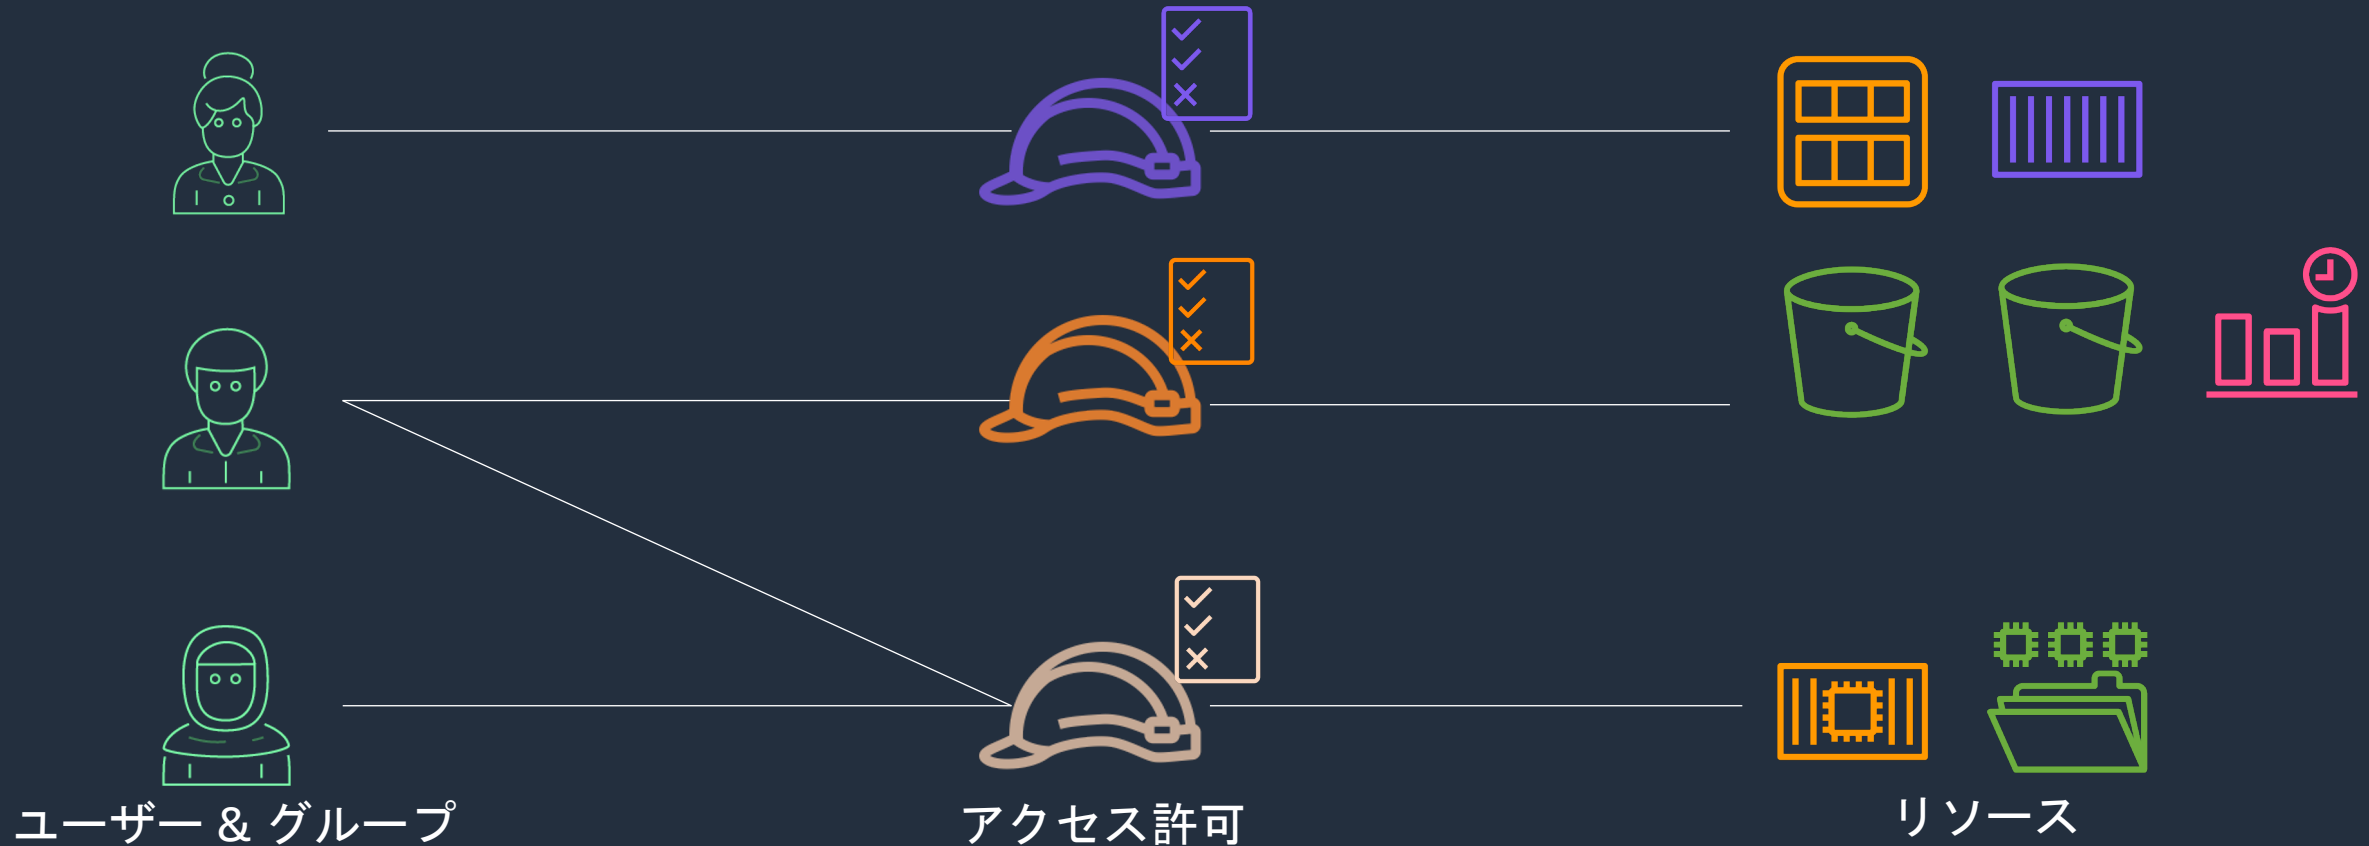 ユーザー & グループ
アクセス許可
リソース